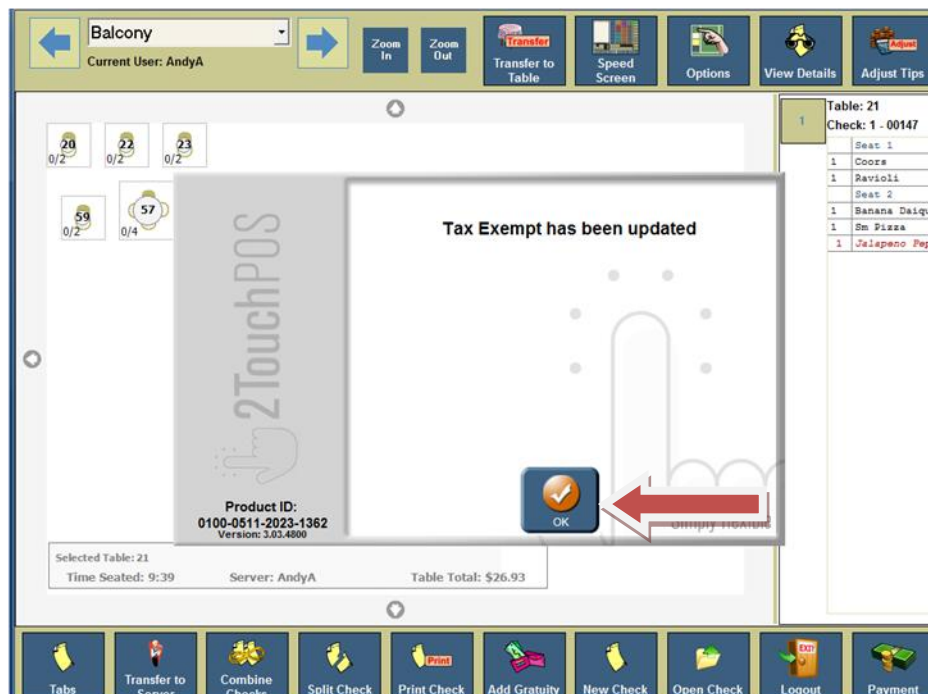 Balcony
Current User: AndyA
Zoom In
Zoom Out
Transfer
Transfer to Table
Speed Screen
Options
View Details
Adjust
Adjust Tips
20
0/2
22
0/2
23
0/2
59
0/2
57
0/4
1
Table: 21
Check: 1 - 00147
Seat 1
1 Coors
1 Ravioli
Seat 2
1 Banana Daiqu
1 Sm Pizza
1 Jalapeno Pep
2TouchPOS
Tax Exempt has been updated
OK
Simply flexible
Product ID:
0100-0511-2023-1362
Version: 3.03.4800
Selected Table: 21
Time Seated: 9:39 Server: AndyA Table Total: $26.93
Tabs
Transfer to Server
Combine Checks
Split Check
Print
Print Check
Add Gratuity
New Check
Open Check
EXIT
Logout
Payment